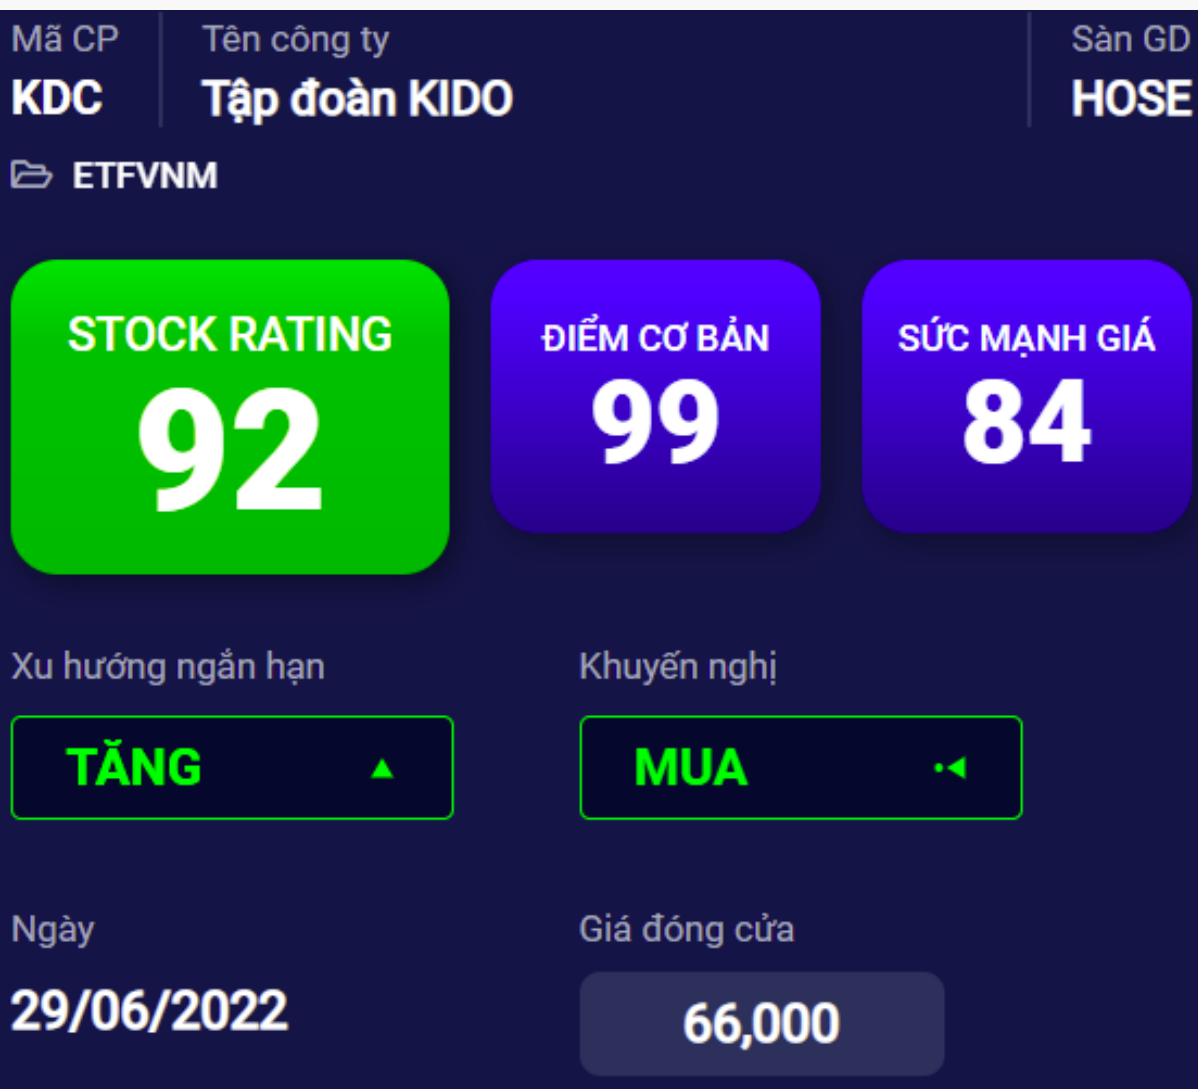 Mã CP Tên công ty Sàn GD
KDC Tập đoàn KIDO HOSE
ETFVNM
STOCK RATING ĐIỂM CƠ BẢN SỨC MẠNH GIÁ
92 99 84
Xu hướng ngắn hạn Khuyến nghị
TĂNG MUA
Ngày Giá đóng cửa
29/06/2022 66,000